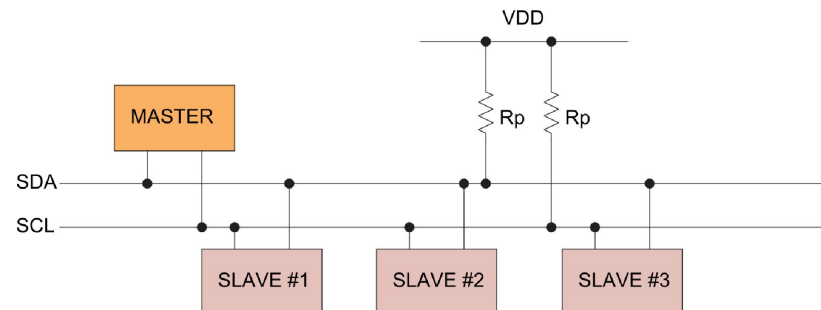 VDD
MASTER
Rp
Rp
SDA
SCL
SLAVE #1
SLAVE #2
SLAVE #3